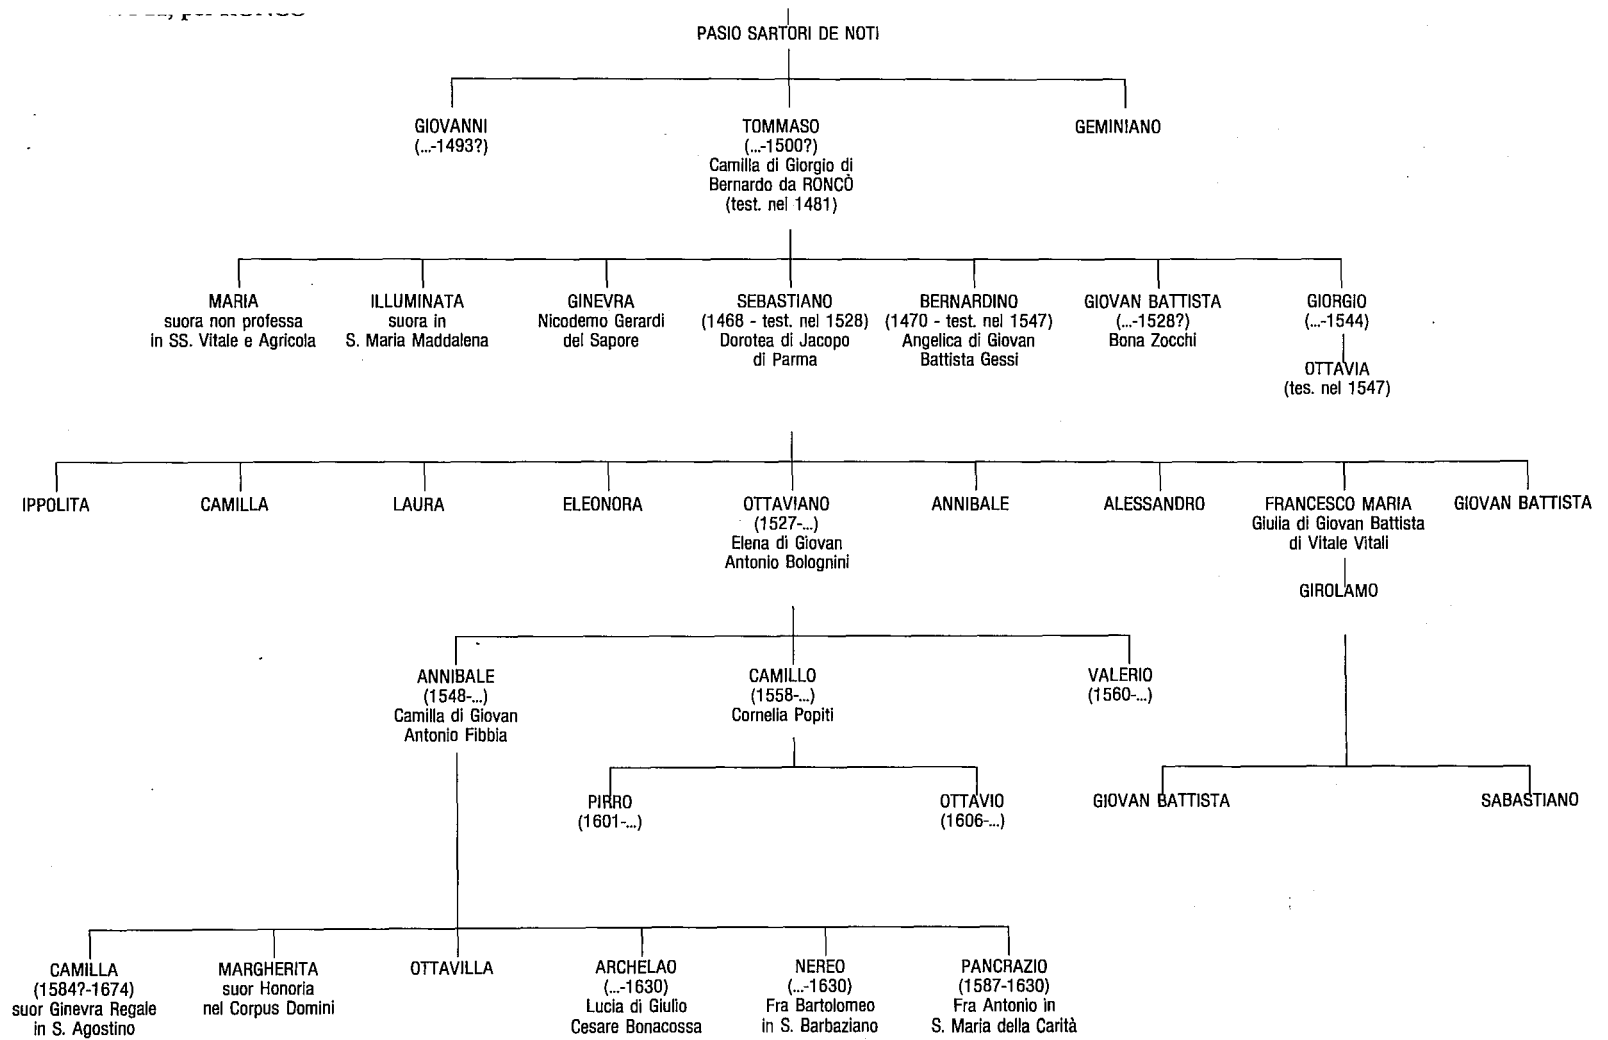 per RONCO
PASIO SARTORI DE NOTI
GIOVANNI
(...-1493?)
TOMMASO
(...-1500?)
Camilla di Giorgio di
Bernardo da RONCÒ
(test. nel 1481)
GEMINIANO
MARIA
suora non professa
in SS. Vitale e Agricola
ILLUMINATA
suora in
S. Maria Maddalena
GINEVRA
Nicodemo Gerardi
del Sapore
SEBASTIANO
(1468 - test. nel 1528)
Dorotea di Jacopo
di Parma
BERNARDINO
(1470 - test. nel 1547)
Angelica di Giovan
Battista Gessi
GIOVAN BATTISTA
(...-1528?)
Bona Zocchi
GIORGIO
(...-1544)
OTTAVIA
(tes. nel 1547)
IPPOLITA
CAMILLA
LAURA
ELEONORA
OTTAVIANO
(1527-...)
Elena di Giovan
Antonio Bolognini
ANNIBALE
ALESSANDRO
FRANCESCO MARIA
Giulia di Giovan Battista
di Vitale Vitali
GIOVAN BATTISTA
GIROLAMO
ANNIBALE
(1548-...)
Camilla di Giovan
Antonio Fibbia
CAMILLO
(1558-...)
Cornelia Popiti
VALERIO
(1560-...)
PIRRO
(1601-...)
OTTAVIO
(1606-...)
GIOVAN BATTISTA
SABASTIANO
CAMILLA
(1584?-1674)
suor Ginevra Regale
in S. Agostino
MARGHERITA
suor Honoria
nel Corpus Domini
OTTAVILLA
ARCHELAO
(...-1630)
Lucia di Giulio
Cesare Bonacossa
NEREO
(...-1630)
Fra Bartolomeo
in S. Barbaziano
PANCRAZIO
(1587-1630)
Fra Antonio in
S. Maria della Carità